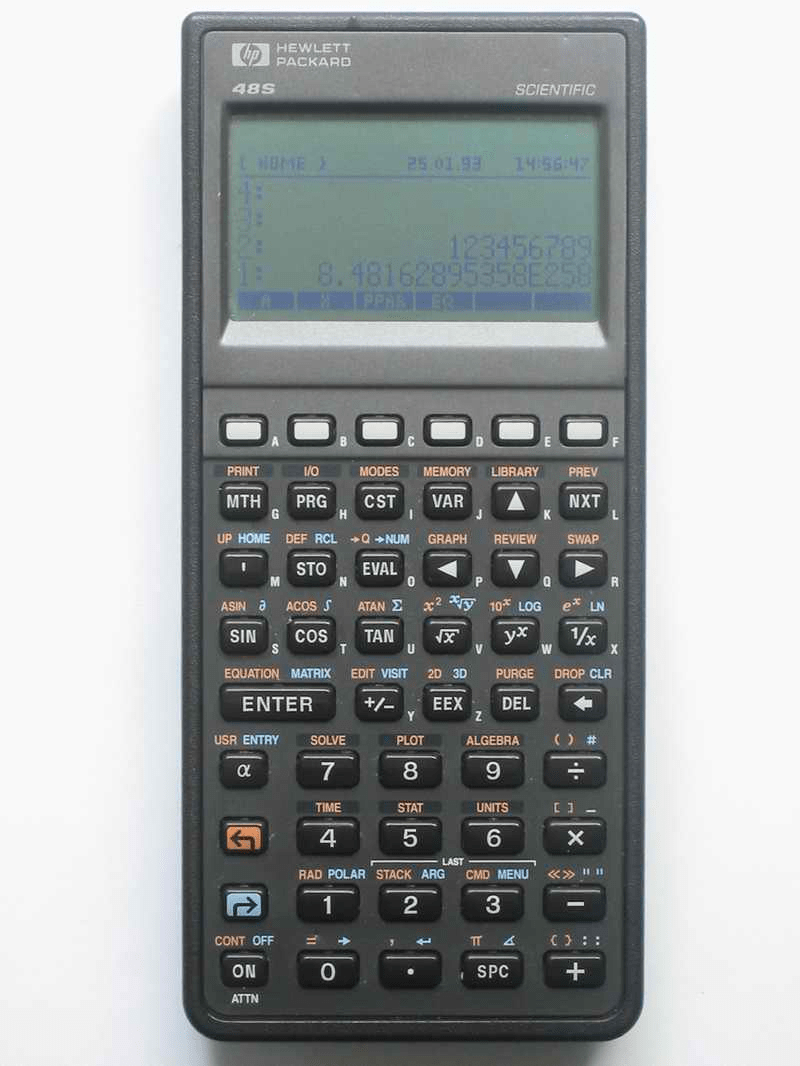 hp HEWLETT
PACKARD
48S SCIENTIFIC
{ HOME } 25.01.93 14:56:47
4:
3:
2: 123456789
1: 8.48162895358E258
A X PPAR EQ
A B C D E F
PRINT I/O MODES MEMORY LIBRARY PREV
MTH G PRG H CST I VAR J ▲ K NXT L
UP HOME DEF RCL →Q →NUM GRAPH REVIEW SWAP
' M STO N EVAL O ◀ P ▼ Q ▶ R
ASIN ∂ ACOS ∫ ATAN Σ x² ˣ√y 10ˣ LOG eˣ LN
SIN S COS T TAN U √x V yˣ W 1/x X
EQUATION MATRIX EDIT VISIT 2D 3D PURGE DROP CLR
ENTER +/− Y EEX Z DEL ←
USR ENTRY SOLVE PLOT ALGEBRA ( ) #
α 7 8 9 ÷
TIME STAT UNITS [ ] _
4 5 6 ×
LAST
RAD POLAR STACK ARG CMD MENU «» " "
1 2 3 −
CONT OFF = → , ↵ π ∡ { } : :
ON 0 . SPC +
ATTN